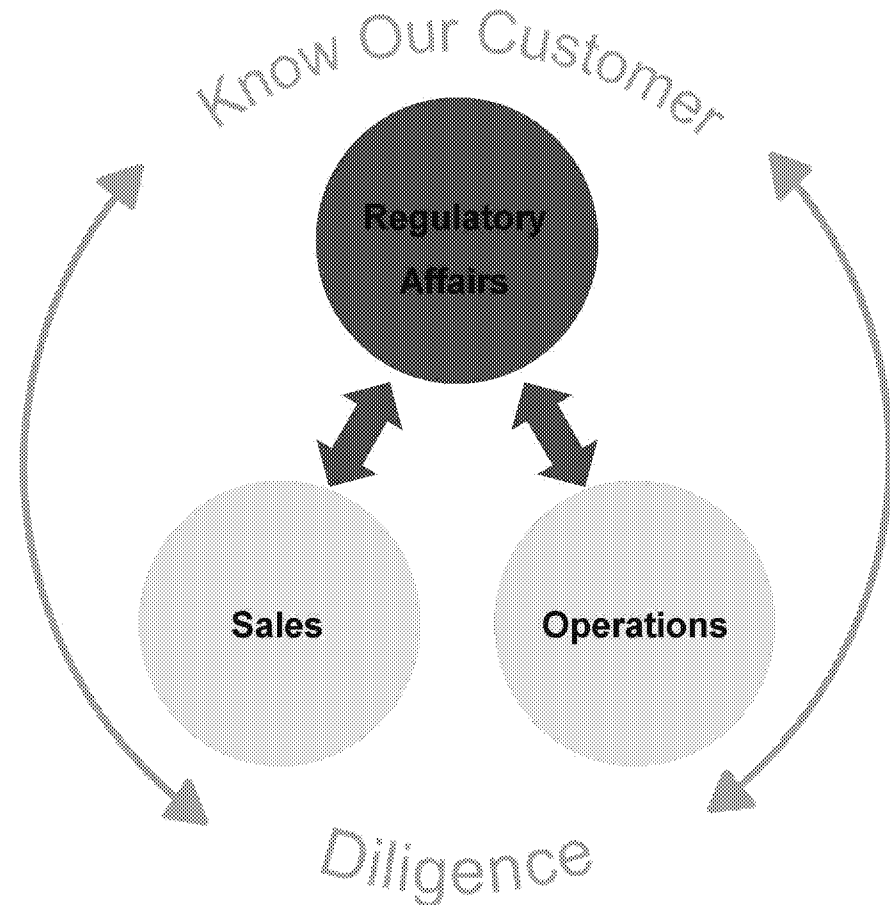 Know Our Customer
Regulatory
Affairs
Sales
Operations
Diligence